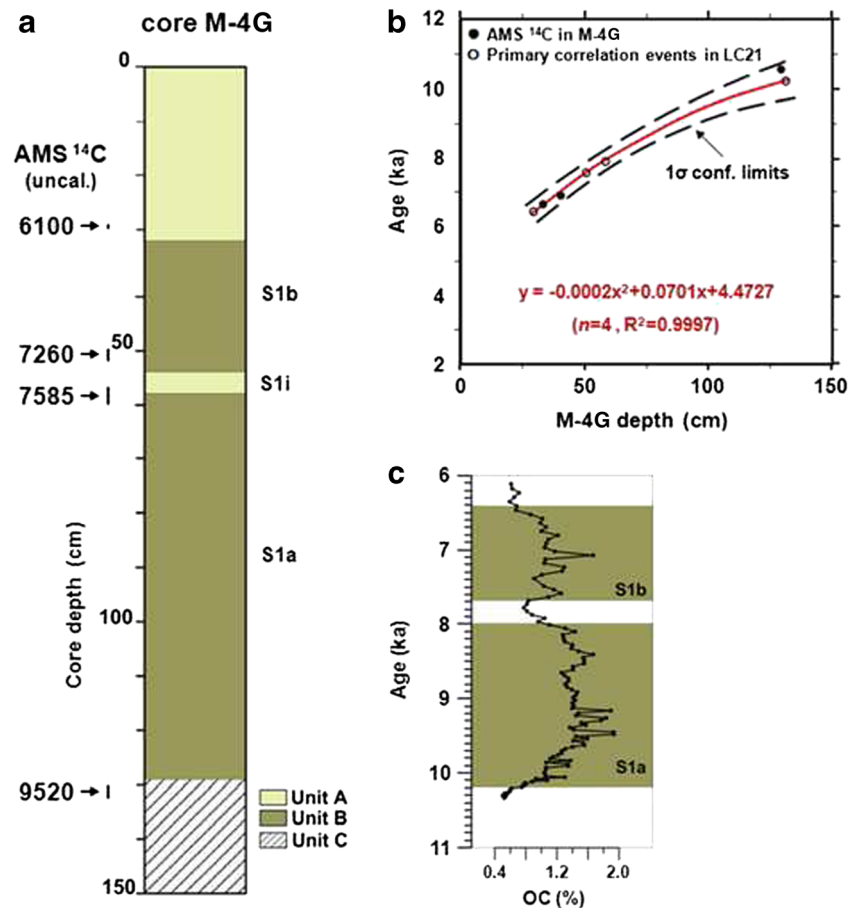 a
core M-4G
0
AMS ¹⁴C
(uncal.)
6100
S1b
50
7260
S1i
7585
S1a
Core depth (cm)
100
9520
150
Unit A
Unit B
Unit C
b
12
10
8
6
4
2
AMS ¹⁴C in M-4G
Primary correlation events in LC21
1σ conf. limits
y = -0.0002x²+0.0701x+4.4727
(n=4 , R²=0.9997)
Age (ka)
0 50 100 150
M-4G depth (cm)
c
6
7
8
9
10
11
S1b
S1a
Age (ka)
0.4 1.2 2.0
OC (%)